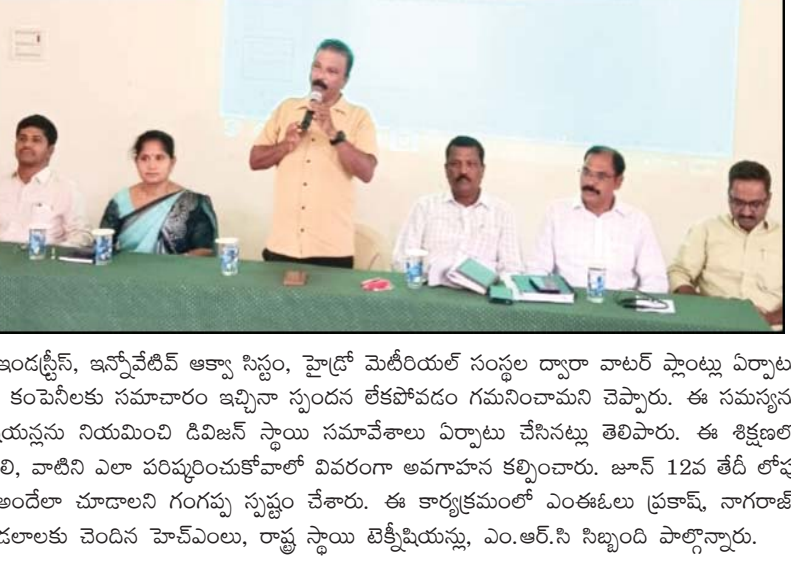 ఇండస్ట్రీస్, ఇన్నోవేటివ్ ఆక్వా సిస్టం, హైడ్రో మెటీరియల్ సంస్థల ద్వారా వాటర్ ప్లాంట్లు ఏర్పాటు
కంపెనీలకు సమాచారం ఇచ్చినా స్పందన లేకపోవడం గమనించామని చెప్పారు. ఈ సమస్యన
షియన్లను నియమించి డివిజన్ స్థాయి సమావేశాలు ఏర్పాటు చేసినట్లు తెలిపారు. ఈ శిక్షణలో
లి, వాటిని ఎలా పరిష్కరించుకోవాలో వివరంగా అవగాహన కల్పించారు. జూన్ 12వ తేదీ లోపు
అందేలా చూడాలని గంగప్ప స్పష్టం చేశారు. ఈ కార్యక్రమంలో ఎంఈఓలు ప్రకాష్, నాగరాజ్
డలాలకు చెందిన హెచ్ఎంలు, రాష్ట్ర స్థాయి టెక్నీషియన్లు, ఎం.ఆర్.సి సిబ్బంది పాల్గొన్నారు.